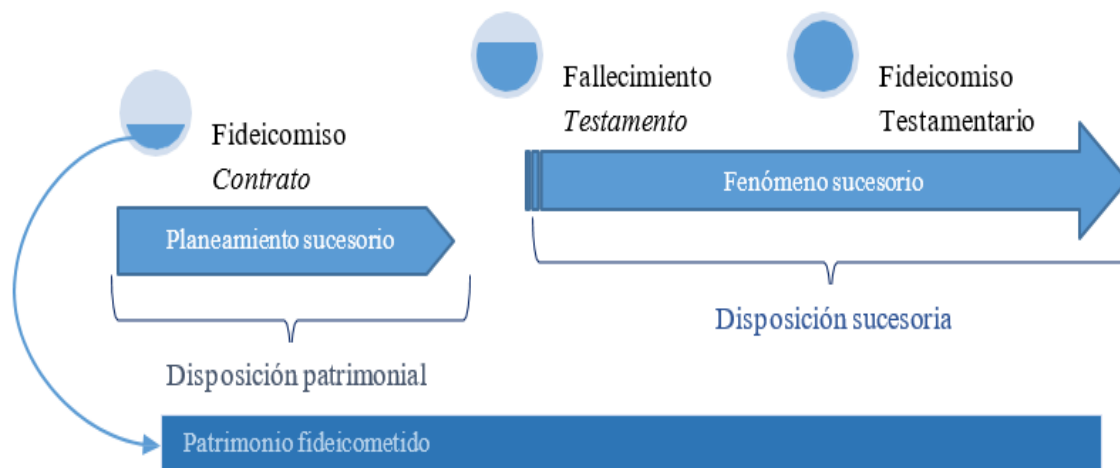 Fideicomiso
Contrato
Planeamiento sucesorio
Disposición patrimonial
Fallecimiento
Testamento
Fideicomiso
Testamentario
Fenómeno sucesorio
Disposición sucesoria
Patrimonio fideicometido